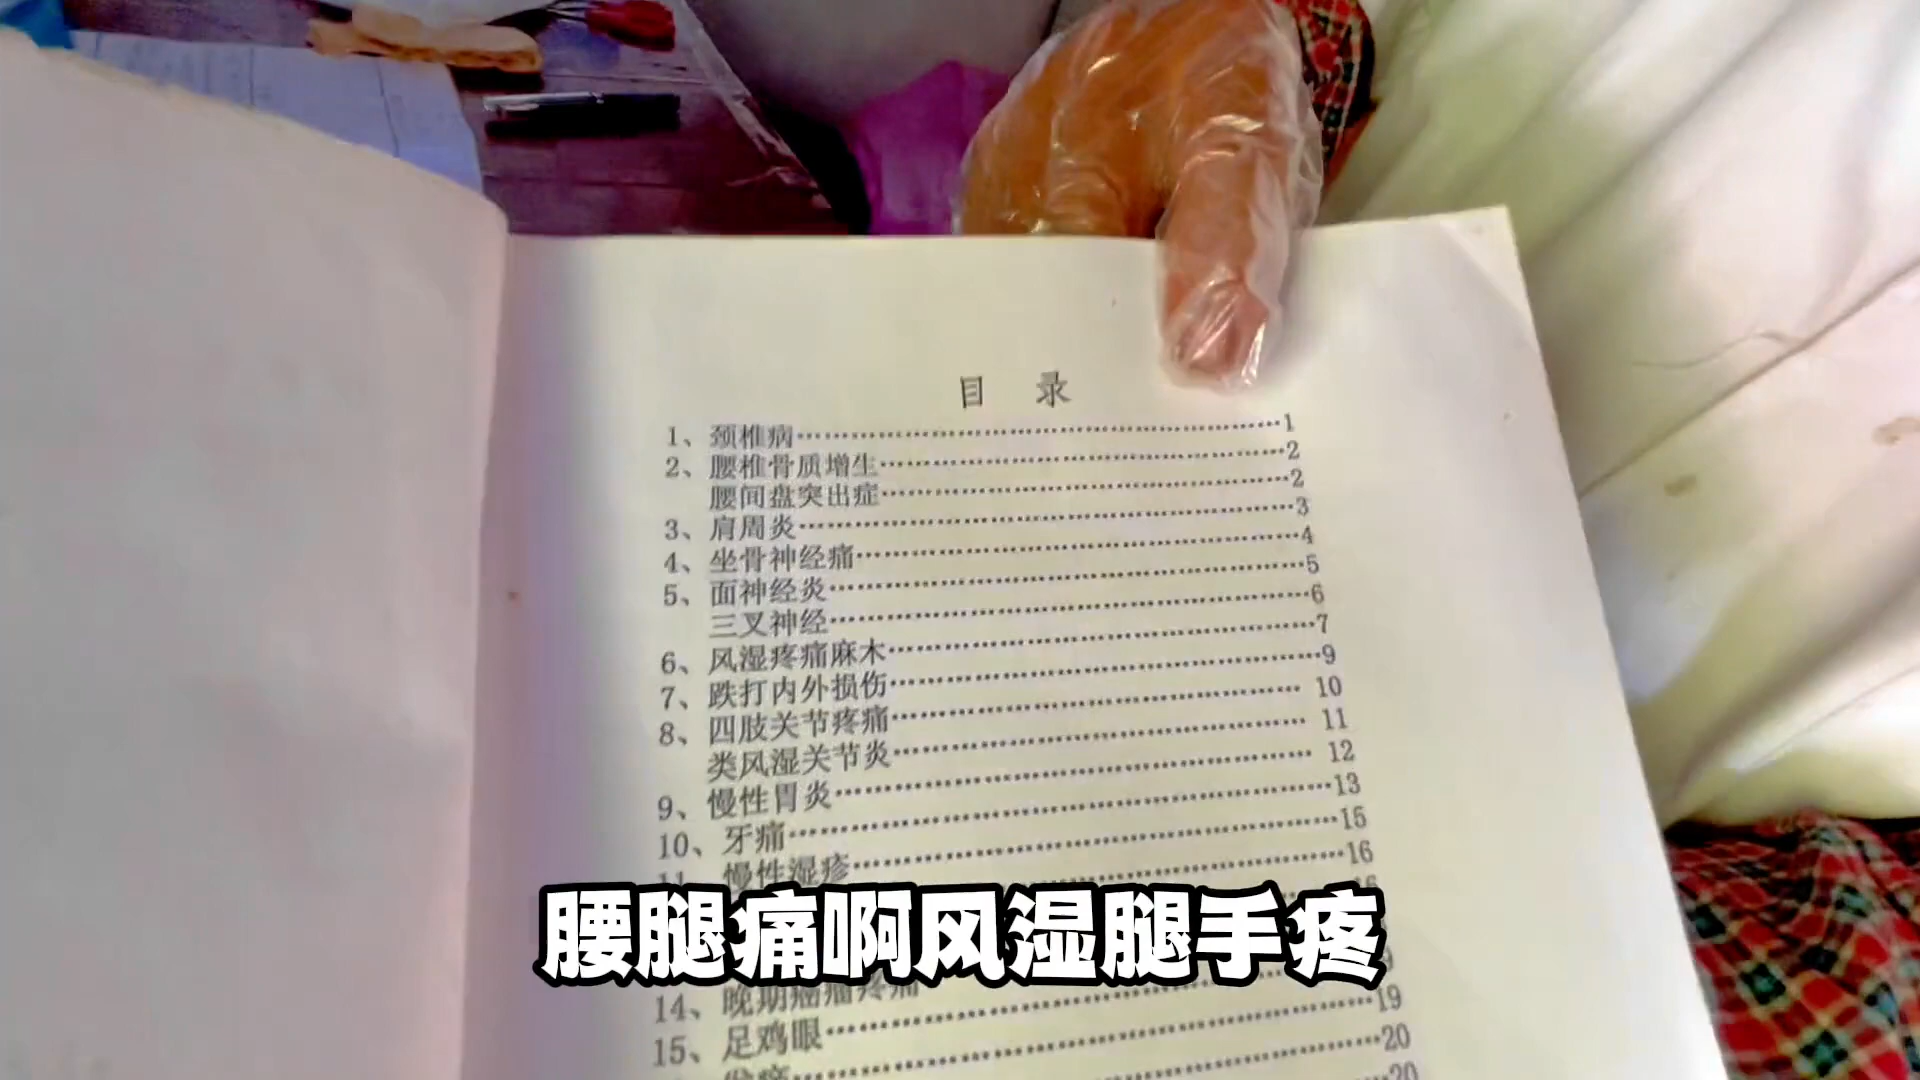 目 录
1、颈椎病……1
2、腰椎骨质增生……2
腰间盘突出症……2
3、肩周炎……3
4、坐骨神经痛……4
5、面神经炎……5
三叉神经……6
6、风湿疼痛麻木……7
7、跌打内外损伤……9
8、四肢关节疼痛……10
类风湿关节炎……11
9、慢性胃炎……12
10、牙痛……13
11、慢性湿疹……15
16
腰腿痛啊风湿腿手疼
14、晚期癌瘤疼痛
15、足鸡眼……19
20
20